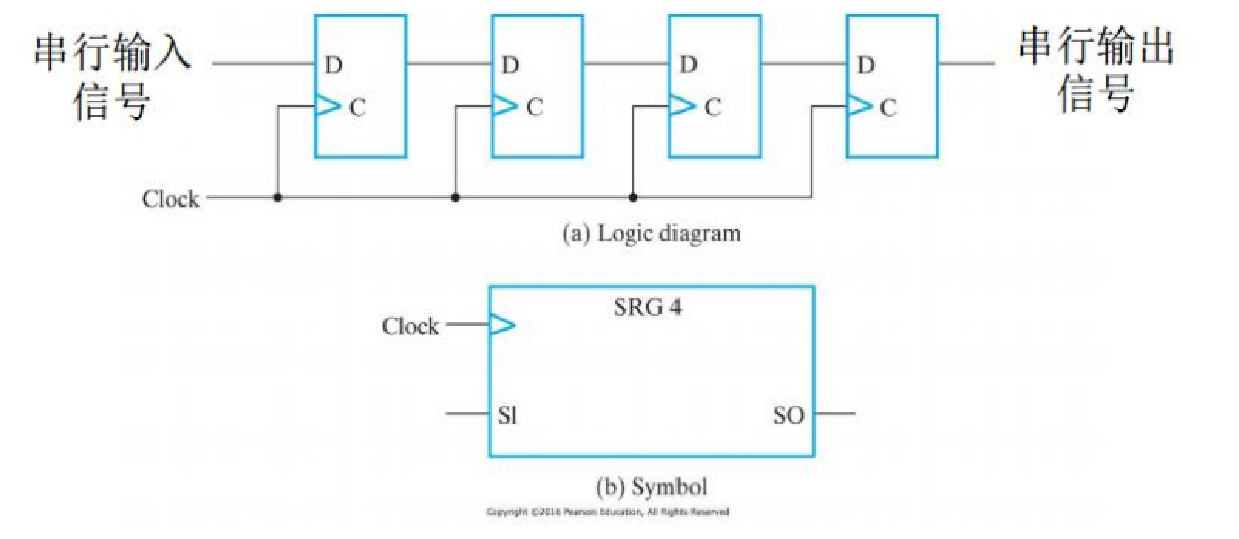 串行输入
信号
串行输出
信号
D
D
D
D
C
C
C
C
Clock
(a) Logic diagram
SRG 4
Clock
SI
SO
(b) Symbol
Copyright ©2016 Pearson Education, All Rights Reserved